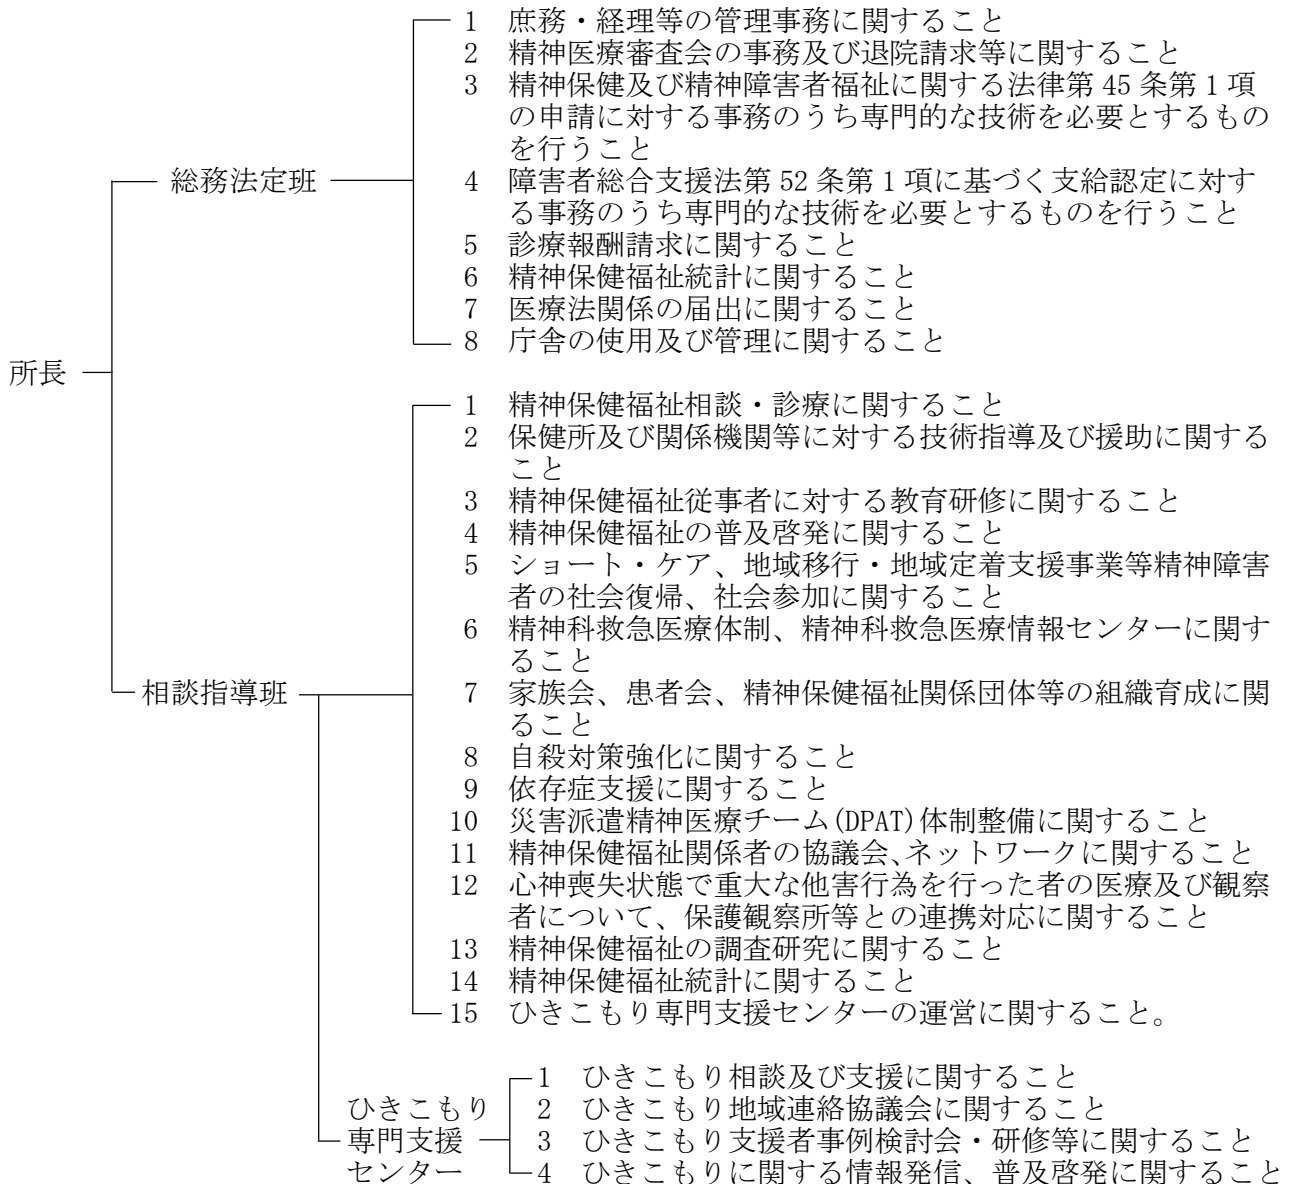 所長
総務法定班
1 庶務・経理等の管理事務に関すること
2 精神医療審査会の事務及び退院請求等に関すること
3 精神保健及び精神障害者福祉に関する法律第 45 条第 1 項
の申請に対する事務のうち専門的な技術を必要とするもの
を行うこと
4 障害者総合支援法第 52 条第 1 項に基づく支給認定に対す
る事務のうち専門的な技術を必要とするものを行うこと
5 診療報酬請求に関すること
6 精神保健福祉統計に関すること
7 医療法関係の届出に関すること
8 庁舎の使用及び管理に関すること
相談指導班
1 精神保健福祉相談・診療に関すること
2 保健所及び関係機関等に対する技術指導及び援助に関する
こと
3 精神保健福祉従事者に対する教育研修に関すること
4 精神保健福祉の普及啓発に関すること
5 ショート・ケア、地域移行・地域定着支援事業等精神障害
者の社会復帰、社会参加に関すること
6 精神科救急医療体制、精神科救急医療情報センターに関す
ること
7 家族会、患者会、精神保健福祉関係団体等の組織育成に関
ること
8 自殺対策強化に関すること
9 依存症支援に関すること
10 災害派遣精神医療チーム(DPAT)体制整備に関すること
11 精神保健福祉関係者の協議会、ネットワークに関すること
12 心神喪失状態で重大な他害行為を行った者の医療及び観察
者について、保護観察所等との連携対応に関すること
13 精神保健福祉の調査研究に関すること
14 精神保健福祉統計に関すること
15 ひきこもり専門支援センターの運営に関すること。
ひきこもり
専門支援
センター
1 ひきこもり相談及び支援に関すること
2 ひきこもり地域連絡協議会に関すること
3 ひきこもり支援者事例検討会・研修等に関すること
4 ひきこもりに関する情報発信、普及啓発に関すること